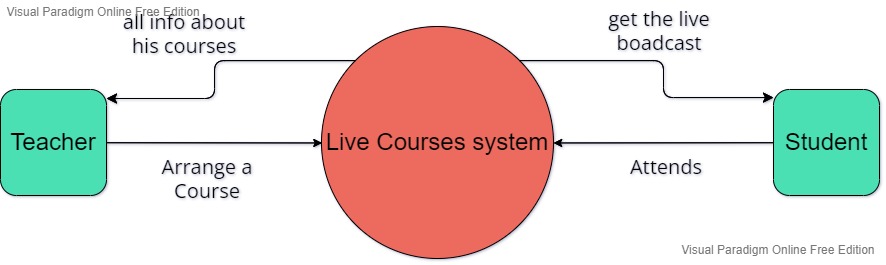 Visual Paradigm Online Free Edition
all info about
his courses
get the live
boadcast
Teacher
Live Courses system
Student
Arrange a
Course
Attends
Visual Paradigm Online Free Edition